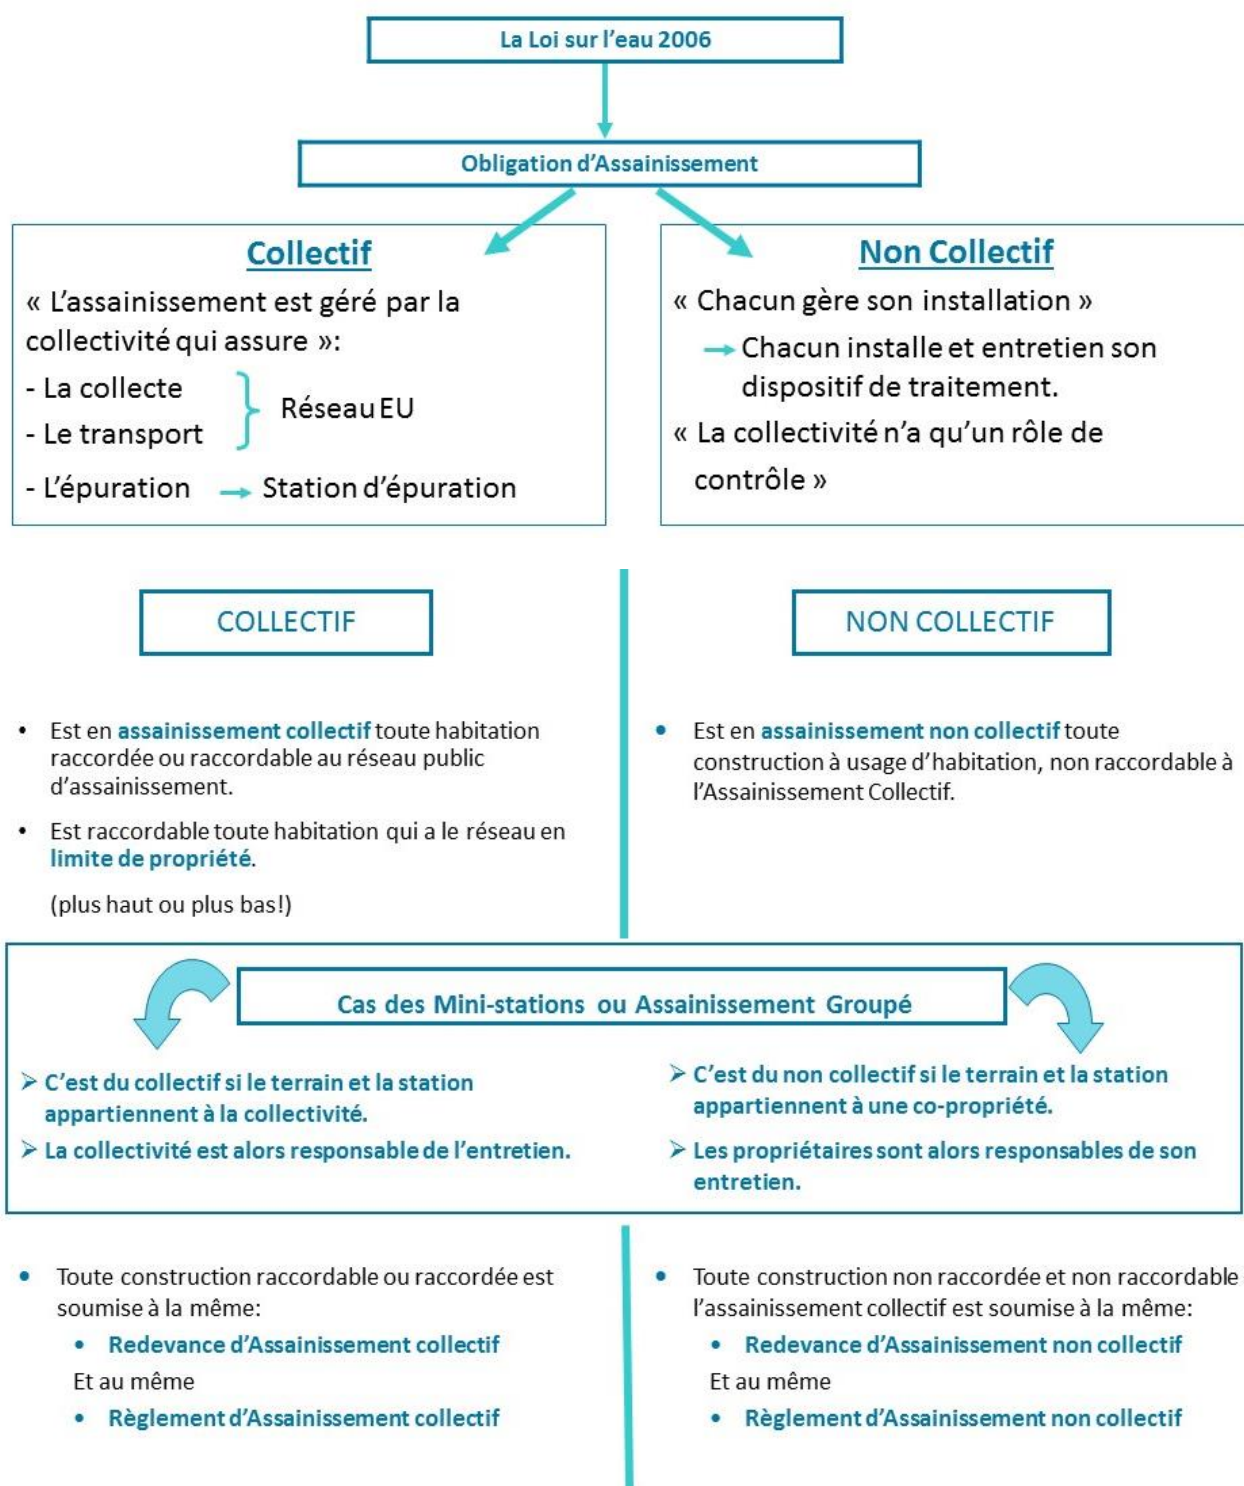 La Loi sur l'eau 2006
Obligation d'Assainissement
Collectif
« L'assainissement est géré par la
collectivité qui assure »:
- La collecte
- Le transport
Réseau EU
- L'épuration
Station d'épuration
Non Collectif
« Chacun gère son installation »
Chacun installe et entretien son
dispositif de traitement.
« La collectivité n'a qu'un rôle de
contrôle »
COLLECTIF
• Est en assainissement collectif toute habitation
raccordée ou raccordable au réseau public
d'assainissement.
• Est raccordable toute habitation qui a le réseau en
limite de propriété.
(plus haut ou plus bas!)
NON COLLECTIF
• Est en assainissement non collectif toute
construction à usage d'habitation, non raccordable à
l'Assainissement Collectif.
Cas des Mini-stations ou Assainissement Groupé
➢ C'est du collectif si le terrain et la station
appartiennent à la collectivité.
➢ La collectivité est alors responsable de l'entretien.
➢ C'est du non collectif si le terrain et la station
appartiennent à une co-propriété.
➢ Les propriétaires sont alors responsables de son
entretien.
• Toute construction raccordable ou raccordée est
soumise à la même:
• Redevance d'Assainissement collectif
Et au même
• Règlement d'Assainissement collectif
• Toute construction non raccordée et non raccordable
l'assainissement collectif est soumise à la même:
• Redevance d'Assainissement non collectif
Et au même
• Règlement d'Assainissement non collectif